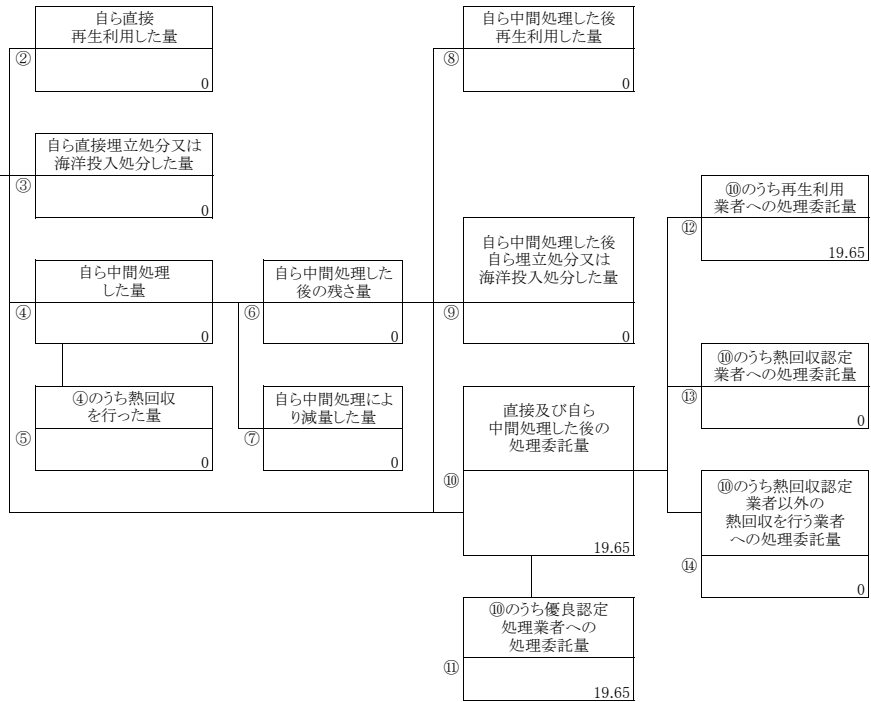 自ら直接
再生利用した量
②
0
自ら直接埋立処分又は
海洋投入処分した量
③
0
自ら中間処理
した量
④
0
④のうち熱回収
を行った量
⑤
0
自ら中間処理した
後の残さ量
⑥
0
自ら中間処理によ
り減量した量
⑦
0
自ら中間処理した後
再生利用した量
⑧
0
自ら中間処理した後
自ら埋立処分又は
海洋投入処分した量
⑨
0
直接及び自ら
中間処理した後の
処理委託量
⑩
19.65
⑩のうち優良認定
処理業者への
処理委託量
⑪
19.65
⑩のうち再生利用
業者への処理委託量
⑫
19.65
⑩のうち熱回収認定
業者への処理委託量
⑬
0
⑩のうち熱回収認定
業者以外の
熱回収を行う業者
への処理委託量
⑭
0